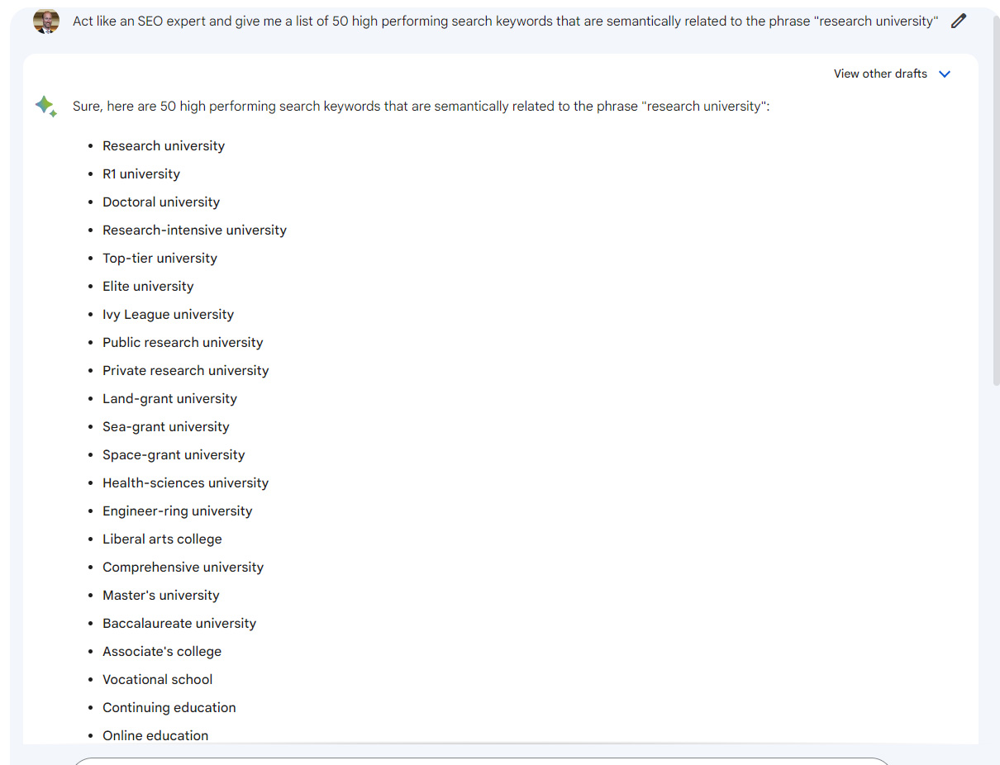 Act like an SEO expert and give me a list of 50 high performing search keywords that are semantically related to the phrase "research university"
View other drafts
Sure, here are 50 high performing search keywords that are semantically related to the phrase "research university":
• Research university
• R1 university
• Doctoral university
• Research-intensive university
• Top-tier university
• Elite university
• Ivy League university
• Public research university
• Private research university
• Land-grant university
• Sea-grant university
• Space-grant university
• Health-sciences university
• Engineer-ring university
• Liberal arts college
• Comprehensive university
• Master's university
• Baccalaureate university
• Associate's college
• Vocational school
• Continuing education
• Online education